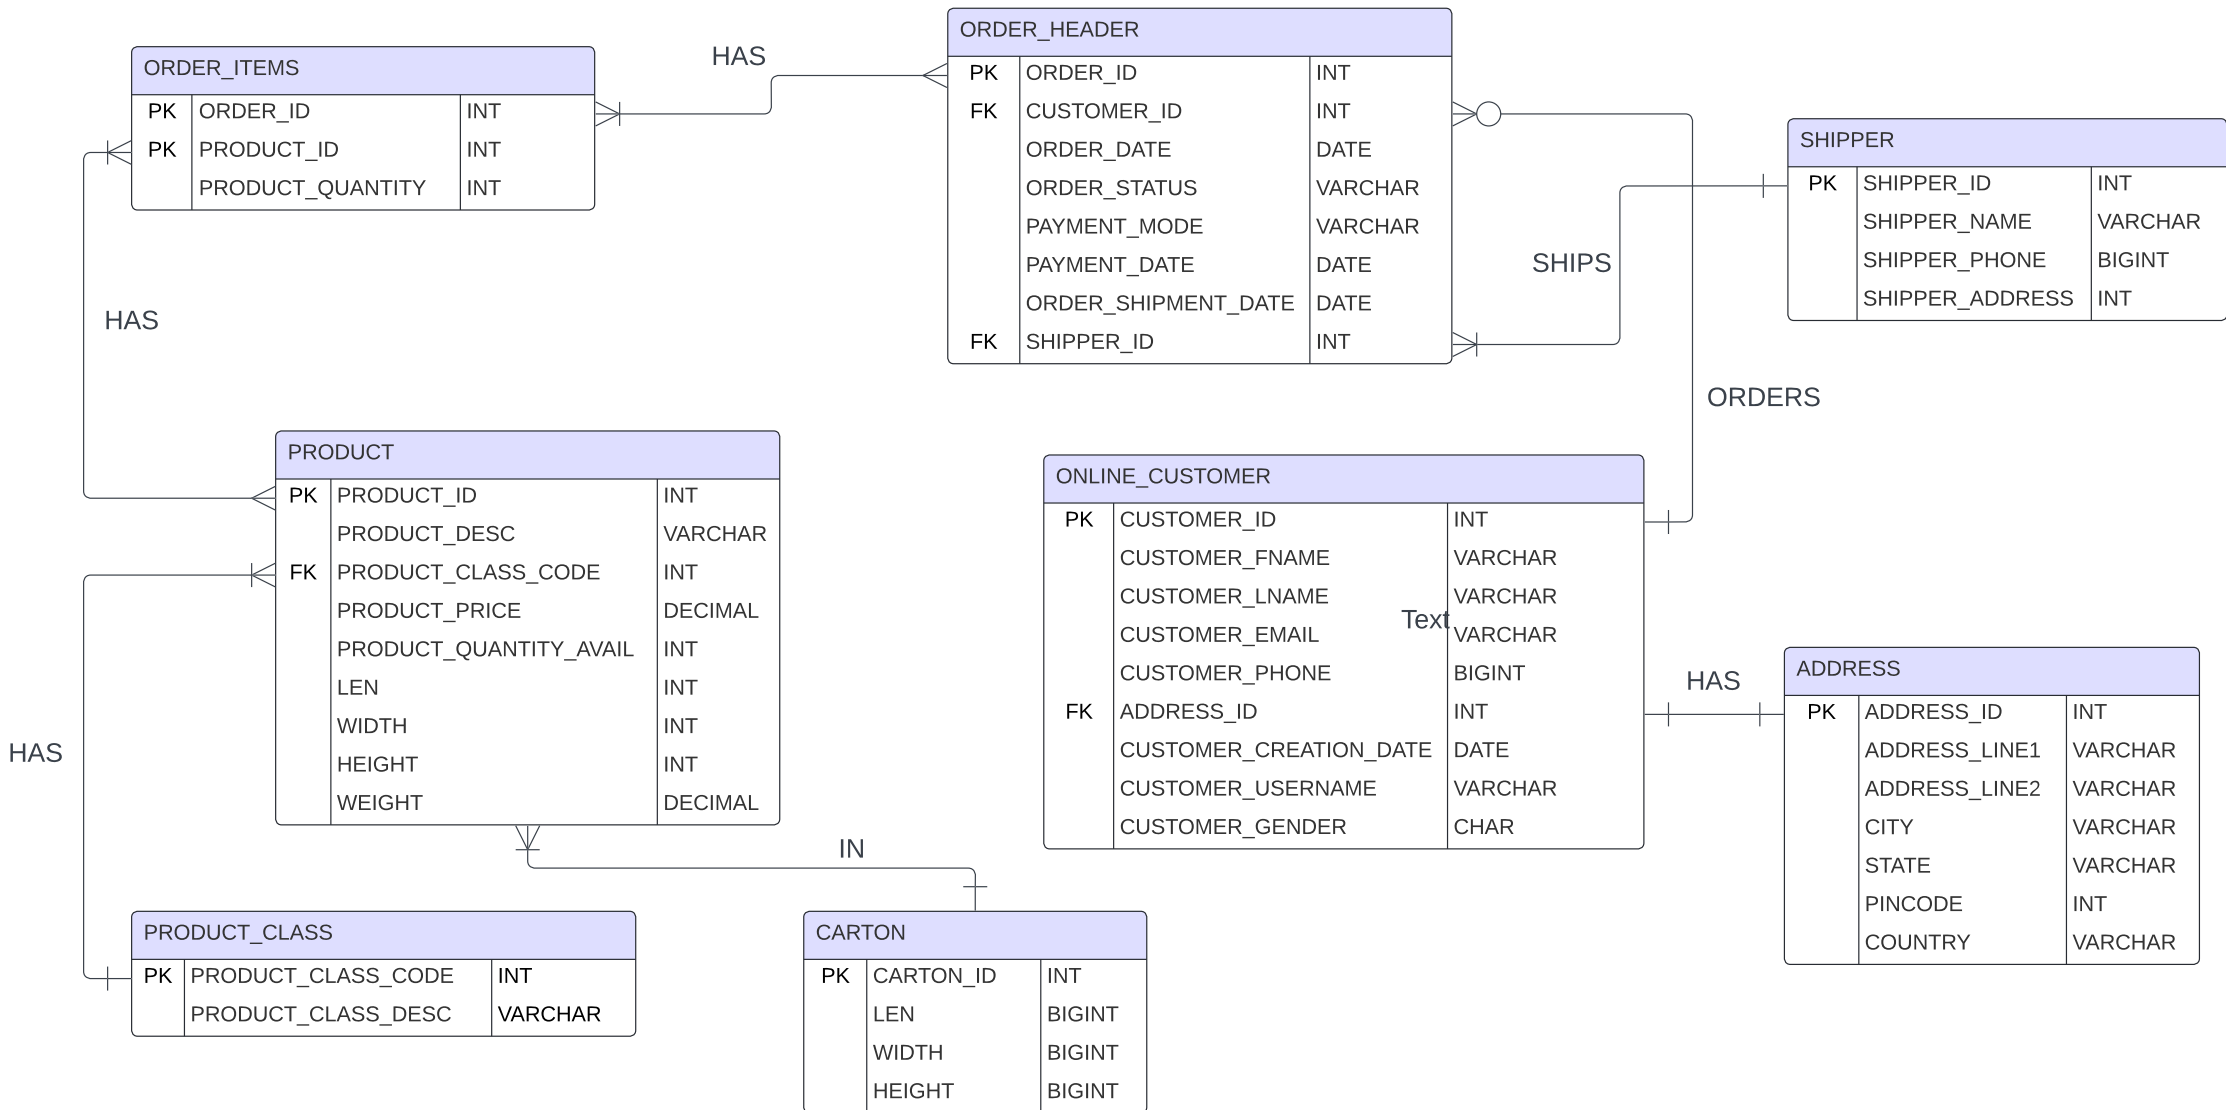 ORDER_ITEMS
PK ORDER_ID INT
PK PRODUCT_ID INT
PRODUCT_QUANTITY INT
HAS
ORDER_HEADER
PK ORDER_ID INT
FK CUSTOMER_ID INT
ORDER_DATE DATE
ORDER_STATUS VARCHAR
PAYMENT_MODE VARCHAR
PAYMENT_DATE DATE
ORDER_SHIPMENT_DATE DATE
FK SHIPPER_ID INT
SHIPPER
PK SHIPPER_ID INT
SHIPPER_NAME VARCHAR
SHIPPER_PHONE BIGINT
SHIPPER_ADDRESS INT
SHIPS
HAS
ORDERS
PRODUCT
PK PRODUCT_ID INT
PRODUCT_DESC VARCHAR
FK PRODUCT_CLASS_CODE INT
PRODUCT_PRICE DECIMAL
PRODUCT_QUANTITY_AVAIL INT
LEN INT
WIDTH INT
HEIGHT INT
WEIGHT DECIMAL
ONLINE_CUSTOMER
PK CUSTOMER_ID INT
CUSTOMER_FNAME VARCHAR
CUSTOMER_LNAME VARCHAR
Text
CUSTOMER_EMAIL VARCHAR
CUSTOMER_PHONE BIGINT
FK ADDRESS_ID INT
CUSTOMER_CREATION_DATE DATE
CUSTOMER_USERNAME VARCHAR
CUSTOMER_GENDER CHAR
HAS
ADDRESS
PK ADDRESS_ID INT
ADDRESS_LINE1 VARCHAR
ADDRESS_LINE2 VARCHAR
CITY VARCHAR
STATE VARCHAR
PINCODE INT
COUNTRY VARCHAR
HAS
IN
PRODUCT_CLASS
PK PRODUCT_CLASS_CODE INT
PRODUCT_CLASS_DESC VARCHAR
CARTON
PK CARTON_ID INT
LEN BIGINT
WIDTH BIGINT
HEIGHT BIGINT